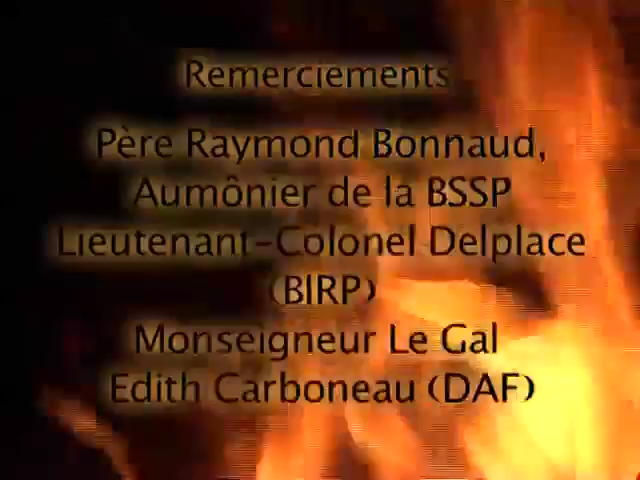 Remerciements
Père Raymond Bonnaud,
Aumônier de la BSSP
Lieutenant-Colonel Delplace
(BIRP)
Monseigneur Le Gal
Edith Carboneau (DAF)